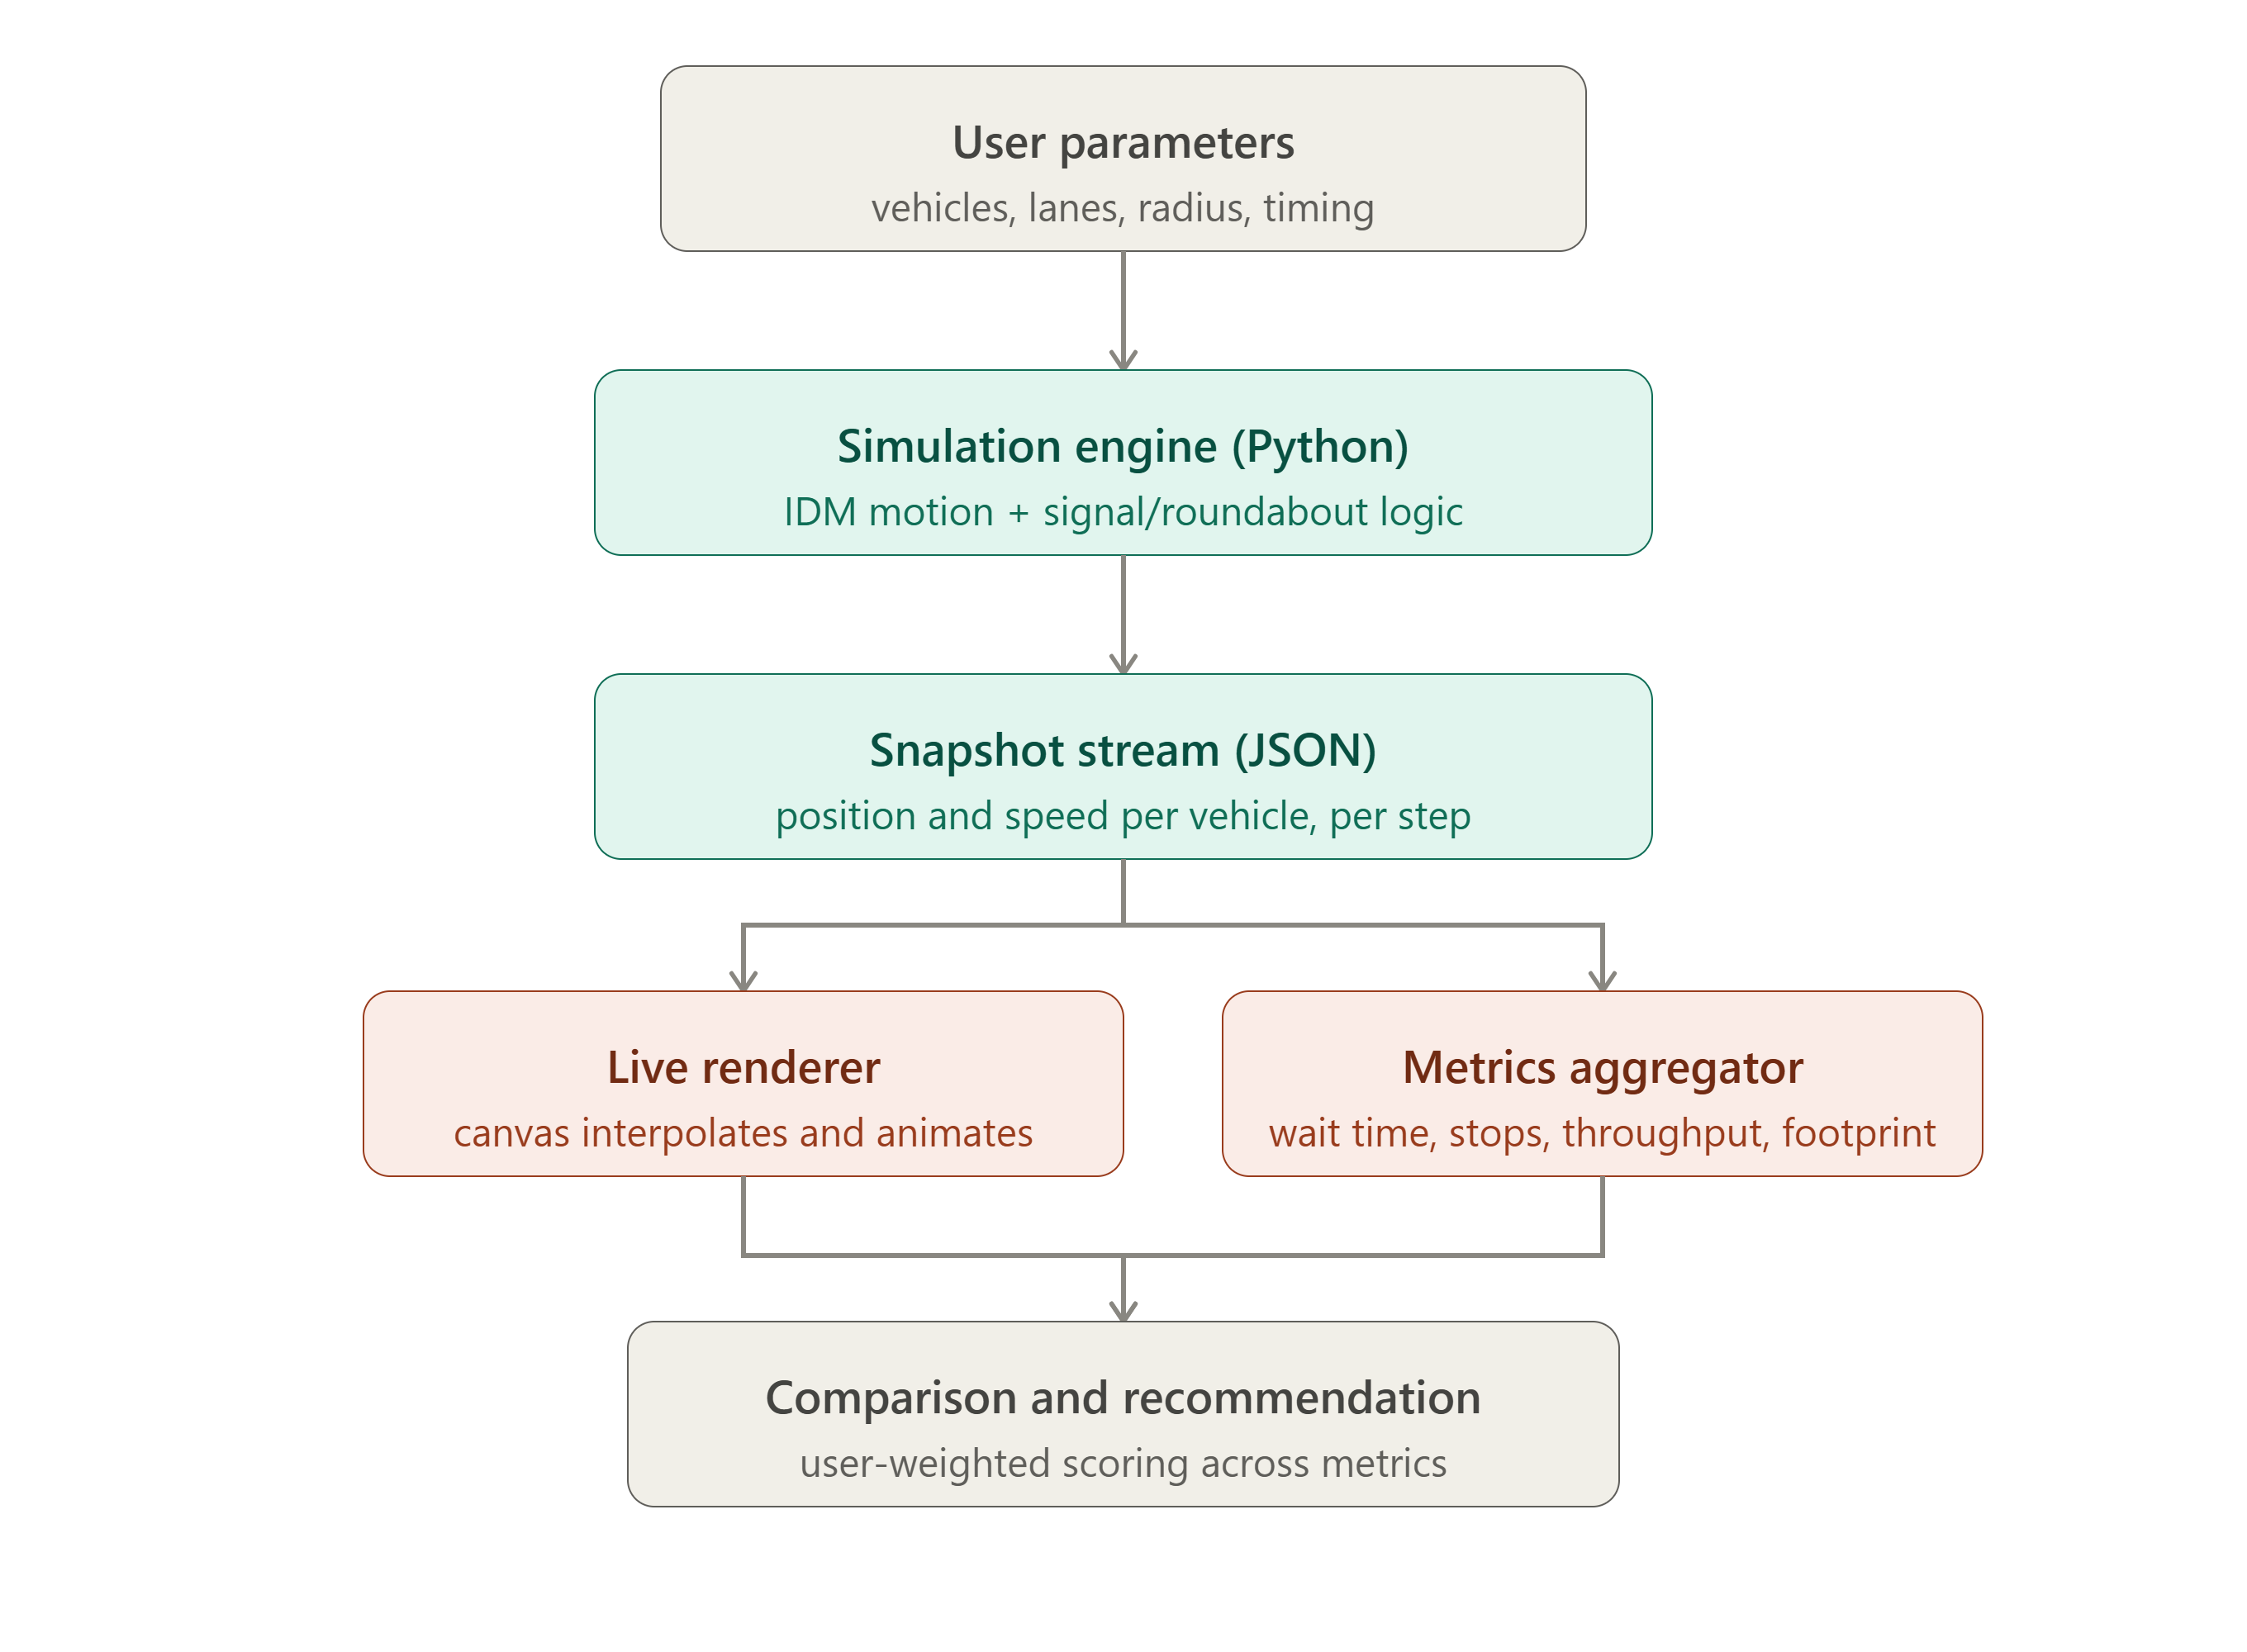 User parameters
vehicles, lanes, radius, timing
Simulation engine (Python)
IDM motion + signal/roundabout logic
Snapshot stream (JSON)
position and speed per vehicle, per step
Live renderer
canvas interpolates and animates
Metrics aggregator
wait time, stops, throughput, footprint
Comparison and recommendation
user-weighted scoring across metrics